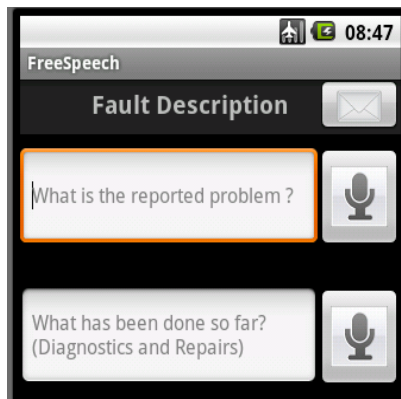 08:47
FreeSpeech
Fault Description
What is the reported problem ?
What has been done so far?
(Diagnostics and Repairs)